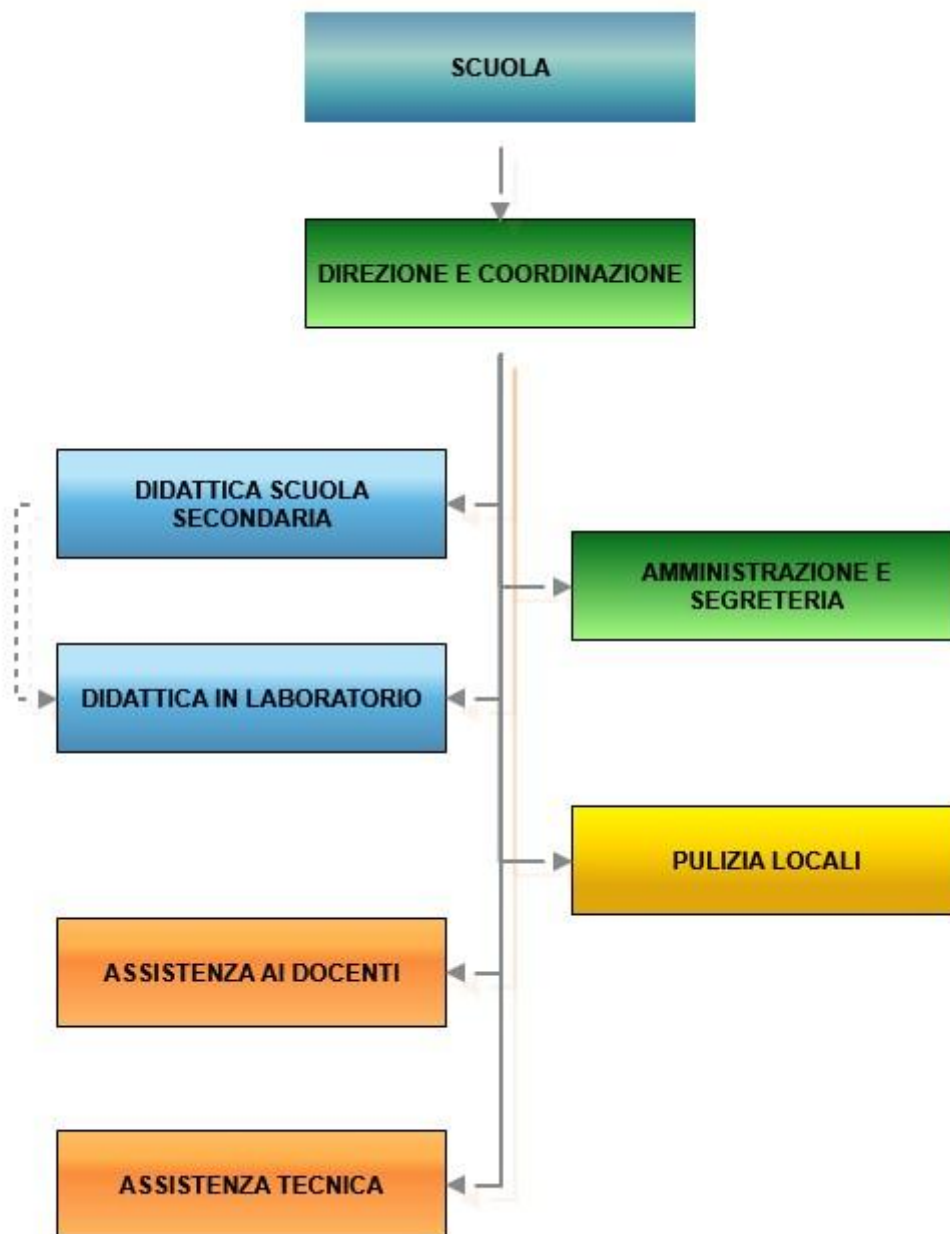 SCUOLA
DIREZIONE E COORDINAZIONE
DIDATTICA SCUOLA
SECONDARIA
AMMINISTRAZIONE E
SEGRETERIA
DIDATTICA IN LABORATORIO
PULIZIA LOCALI
ASSISTENZA AI DOCENTI
ASSISTENZA TECNICA